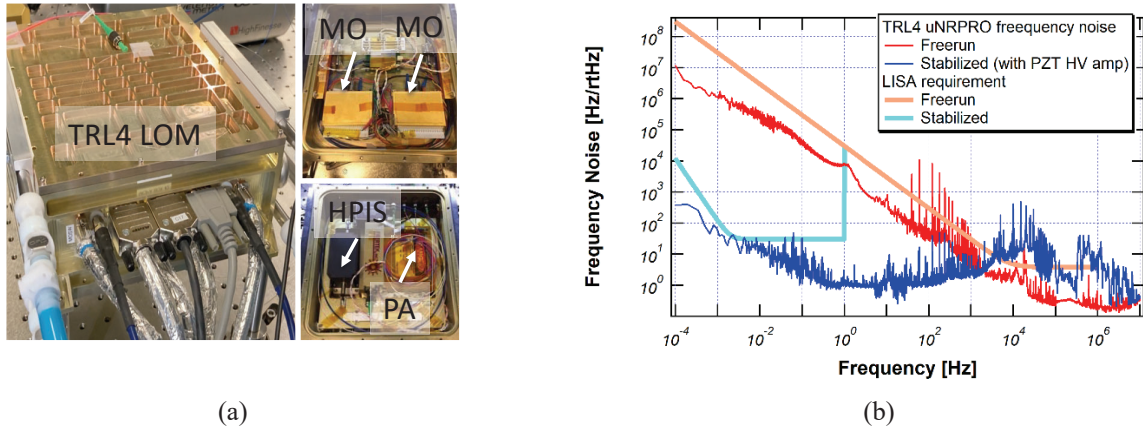 TRL4 LOM
MO MO
HPIS
PA
(a)
(b)
Frequency Noise [Hz/rtHz]
10^8
10^7
10^6
10^5
10^4
10^3
10^2
10^1
10^0
TRL4 uNRPRO freequency noise
Freerun
Stabilized (with PZT HV amp)
LISA requirement
Freerun
Stabilized
10^-4
10^-2
10^0
10^2
10^4
10^6
Frequency [Hz]